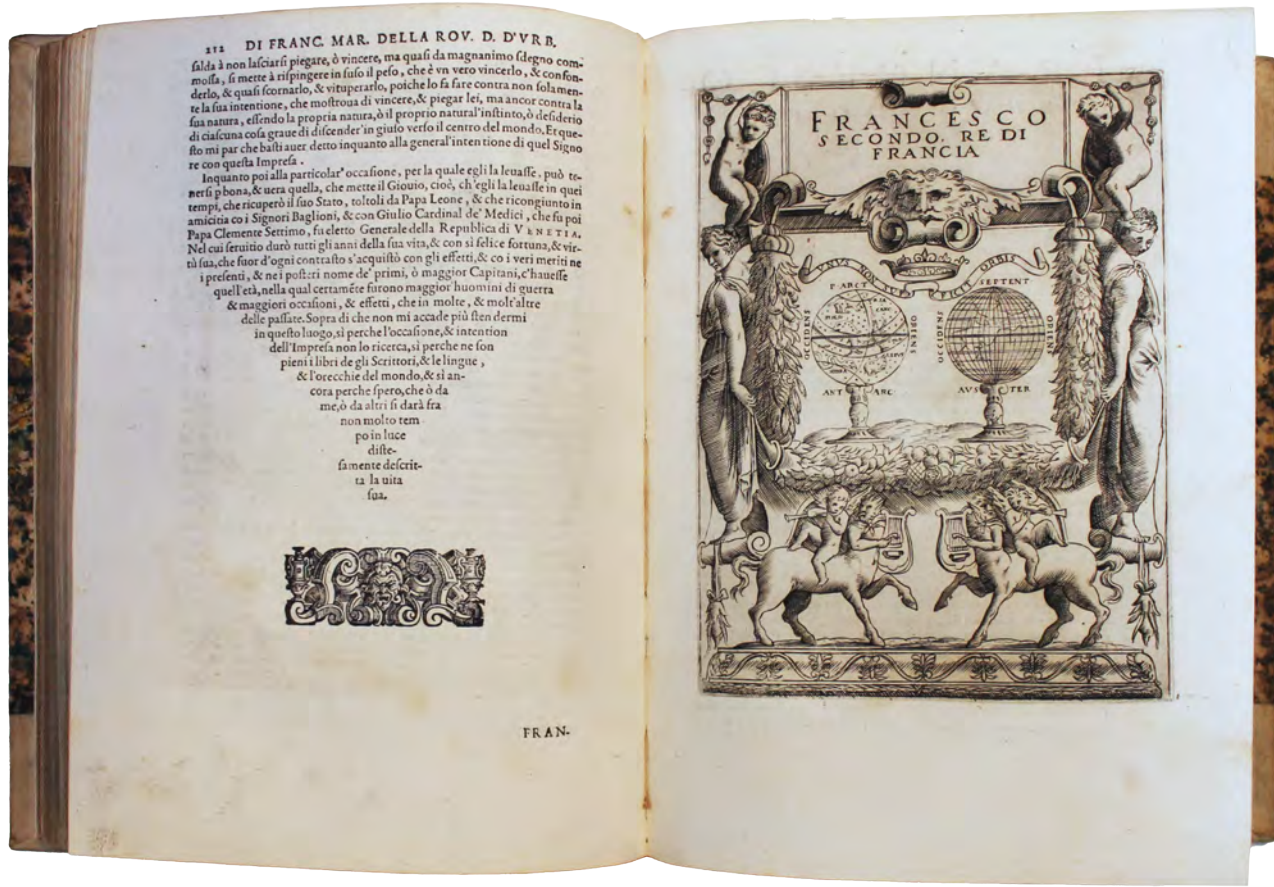 212 DI FRANC. MAR. DELLA ROV. D. D'VRB.
ſalda à non laſciarſi piegare, ò vincere, ma quaſi da magnanimo ſdegno com-
moſſa, ſi mette à riſpingere in ſuſo il peſo, che è vn vero vincerlo, & confon-
derlo, & quaſi ſcornarlo, & vituperarlo, poiche lo fa fare contra non ſolamen-
te la ſua intentione, che moſtroua di vincere,& piegar lei, ma ancor contra la
ſua natura, eſſendo la propria natura,ò il proprio natural'inſtinto,ò deſiderio
di ciaſcuna coſa graue di diſcender'in giuſo verſo il centro del mondo. Et que-
ſto mi par che baſti auer detto inquanto alla general'intentione di quel Signo
re con queſta Impreſa .
Inquanto poi alla particolar' occaſione, per la quale egli la leuaſſe, può te-
nerſi p bona,& uera quella, che mette il Giouio, cioè, ch'egli la leuaſſe in quei
tempi, che ricuperò il ſuo Stato, toltoli da Papa Leone, & che ricongiunto in
amicitia co i Signori Baglioni, & con Giulio Cardinal de' Medici, che fu poi
Papa Clemente Settimo, fu eletto Generale della Republica di VENETIA.
Nel cui ſeruitio durò tutti gli anni della ſua vita,& con sì felice fortuna,& vir-
tù ſua,che fuor d'ogni contraſto s'acquiſtò con gli effetti,& co i veri meriti ne
i preſenti, & nei poſteri nome de' primi, ò maggior Capitani,c'haueſſe
quell'età,nella qual certamēte furono maggior'huomini di guerra
& maggiori occaſioni, & effetti, che in molte, & molt'altre
delle paſſate.Sopra di che non mi accade più ſten dermi
in queſto luogo,sì perche l'occaſione,& intention
dell'Impreſa non lo ricerca,sì perche ne ſon
pieni i libri de gli Scrittori,& le lingue ,
& l'orecchie del mondo,& sì an-
cora perche ſpero,che ò da
me,ò da altri ſi darà fra
non molto tem
po in luce
diſte-
ſamente deſcrit-
ta la uita
ſua.
FRAN-
FRANCESCO
SECONDO, RE DI
FRANCIA
VNVS NON SVFFICIT ORBIS
P. ARCT
SEPTENT
OCCIDENS
ORIENS
OCCIDENS
ORIENS
ANT ARC
AVSTER